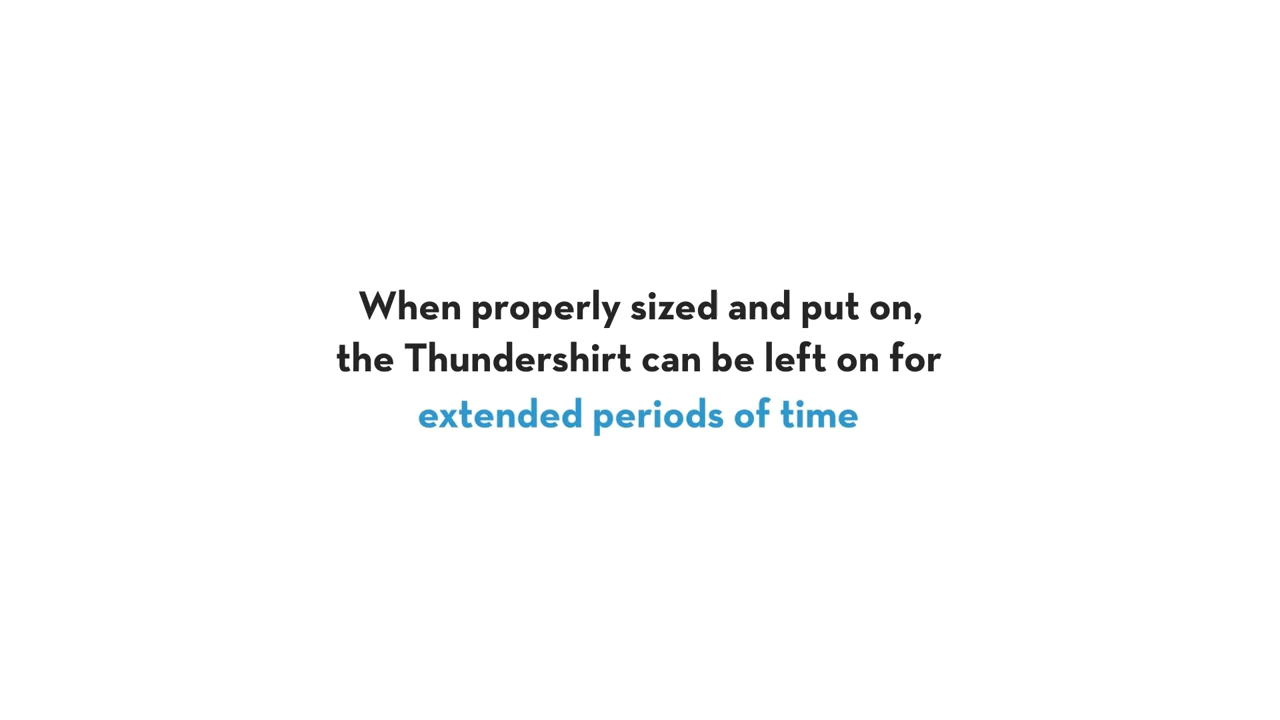 When properly sized and put on,
the Thundershirt can be left on for
extended periods of time